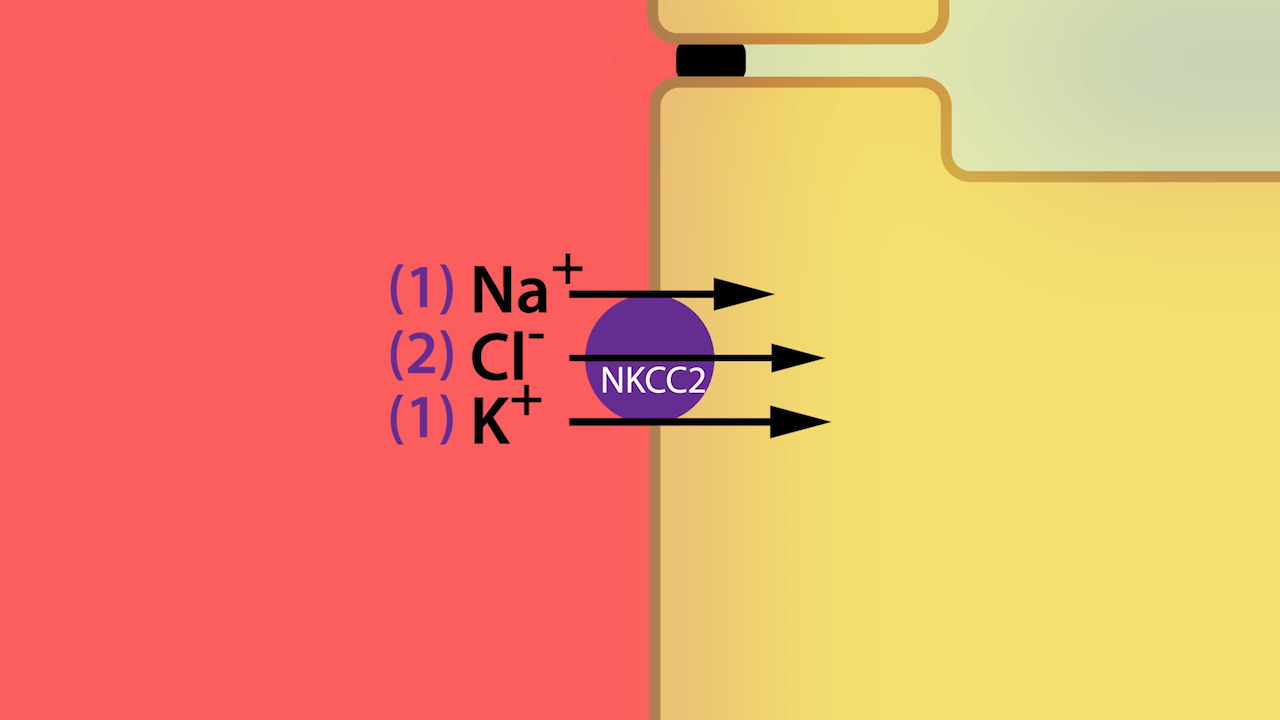 (1) Na+
(2) Cl-
(1) K+
NKCC2